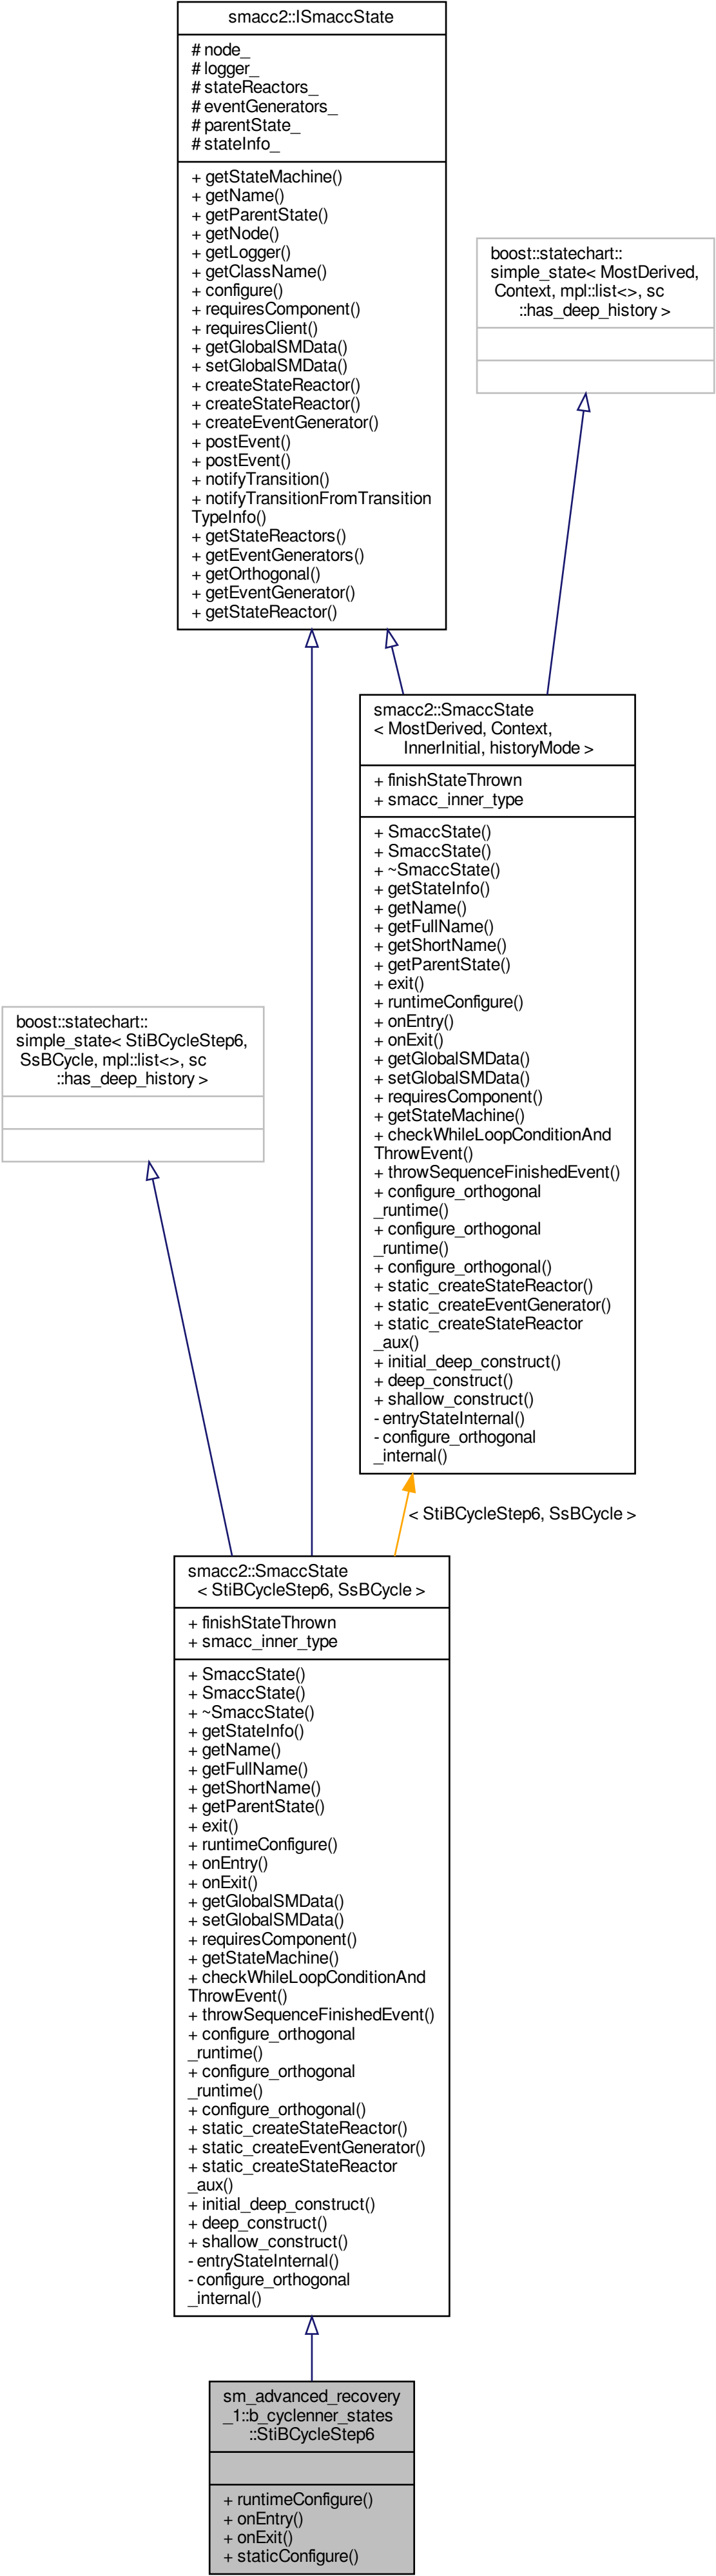 smacc2::ISmaccState
# node_
# logger_
# stateReactors_
# eventGenerators_
# parentState_
# stateInfo_
+ getStateMachine()
+ getName()
+ getParentState()
+ getNode()
+ getLogger()
+ getClassName()
+ configure()
+ requiresComponent()
+ requiresClient()
+ getGlobalSMData()
+ setGlobalSMData()
+ createStateReactor()
+ createStateReactor()
+ createEventGenerator()
+ postEvent()
+ postEvent()
+ notifyTransition()
+ notifyTransitionFromTransition
TypeInfo()
+ getStateReactors()
+ getEventGenerators()
+ getOrthogonal()
+ getEventGenerator()
+ getStateReactor()
boost::statechart::
simple_state< MostDerived,
Context, mpl::list<>, sc
::has_deep_history >
smacc2::SmaccState
< MostDerived, Context,
InnerInitial, historyMode >
+ finishStateThrown
+ smacc_inner_type
+ SmaccState()
+ SmaccState()
+ ~SmaccState()
+ getStateInfo()
+ getName()
+ getFullName()
+ getShortName()
+ getParentState()
+ exit()
+ runtimeConfigure()
+ onEntry()
+ onExit()
+ getGlobalSMData()
+ setGlobalSMData()
+ requiresComponent()
+ getStateMachine()
+ checkWhileLoopConditionAnd
ThrowEvent()
+ throwSequenceFinishedEvent()
+ configure_orthogonal
_runtime()
+ configure_orthogonal
_runtime()
+ configure_orthogonal()
+ static_createStateReactor()
+ static_createEventGenerator()
+ static_createStateReactor
_aux()
+ initial_deep_construct()
+ deep_construct()
+ shallow_construct()
- entryStateInternal()
- configure_orthogonal
_internal()
boost::statechart::
simple_state< StiBCycleStep6,
SsBCycle, mpl::list<>, sc
::has_deep_history >
< StiBCycleStep6, SsBCycle >
smacc2::SmaccState
< StiBCycleStep6, SsBCycle >
+ finishStateThrown
+ smacc_inner_type
+ SmaccState()
+ SmaccState()
+ ~SmaccState()
+ getStateInfo()
+ getName()
+ getFullName()
+ getShortName()
+ getParentState()
+ exit()
+ runtimeConfigure()
+ onEntry()
+ onExit()
+ getGlobalSMData()
+ setGlobalSMData()
+ requiresComponent()
+ getStateMachine()
+ checkWhileLoopConditionAnd
ThrowEvent()
+ throwSequenceFinishedEvent()
+ configure_orthogonal
_runtime()
+ configure_orthogonal
_runtime()
+ configure_orthogonal()
+ static_createStateReactor()
+ static_createEventGenerator()
+ static_createStateReactor
_aux()
+ initial_deep_construct()
+ deep_construct()
+ shallow_construct()
- entryStateInternal()
- configure_orthogonal
_internal()
sm_advanced_recovery
_1::b_cyclenner_states
::StiBCycleStep6
+ runtimeConfigure()
+ onEntry()
+ onExit()
+ staticConfigure()